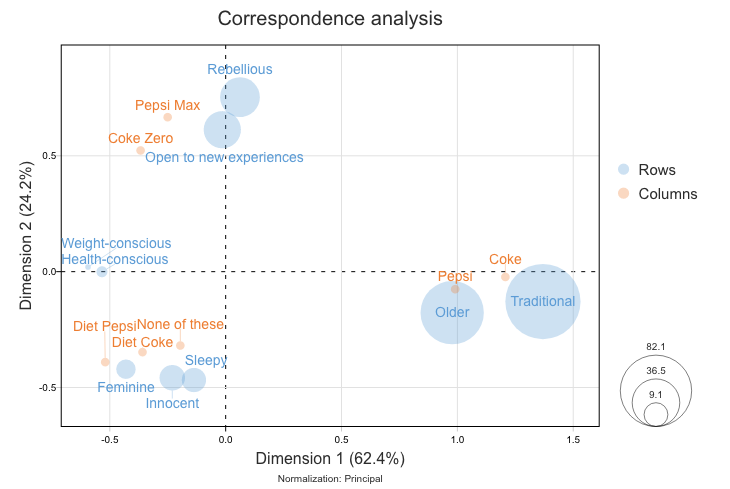 Correspondence analysis
Rebellious
Pepsi Max
Coke Zero
Open to new experiences
Weight-conscious
Health-conscious
Coke
Pepsi
Traditional
Older
Diet Pepsi None of these
Diet Coke
Sleepy
Feminine
Innocent
0.5
0.0
-0.5
Dimension 2 (24.2%)
-0.5 0.0 0.5 1.0 1.5
Dimension 1 (62.4%)
Normalization: Principal
Rows
Columns
82.1
36.5
9.1